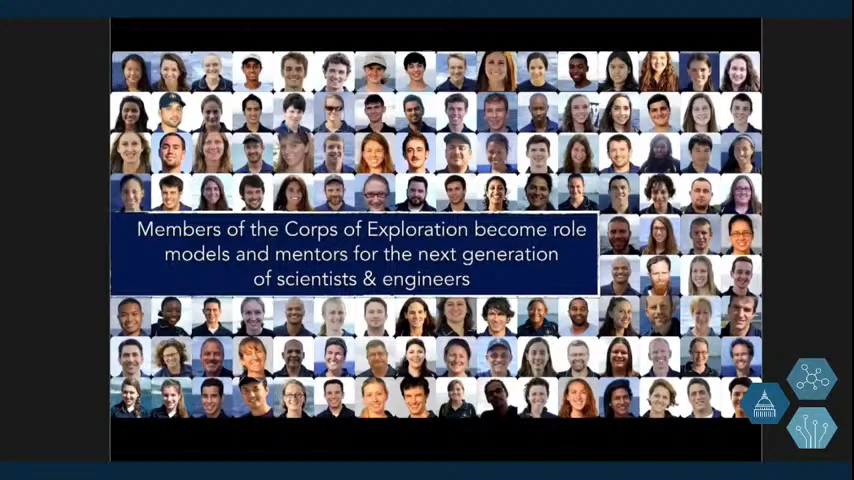 Members of the Corps of Exploration become role
models and mentors for the next generation
of scientists & engineers